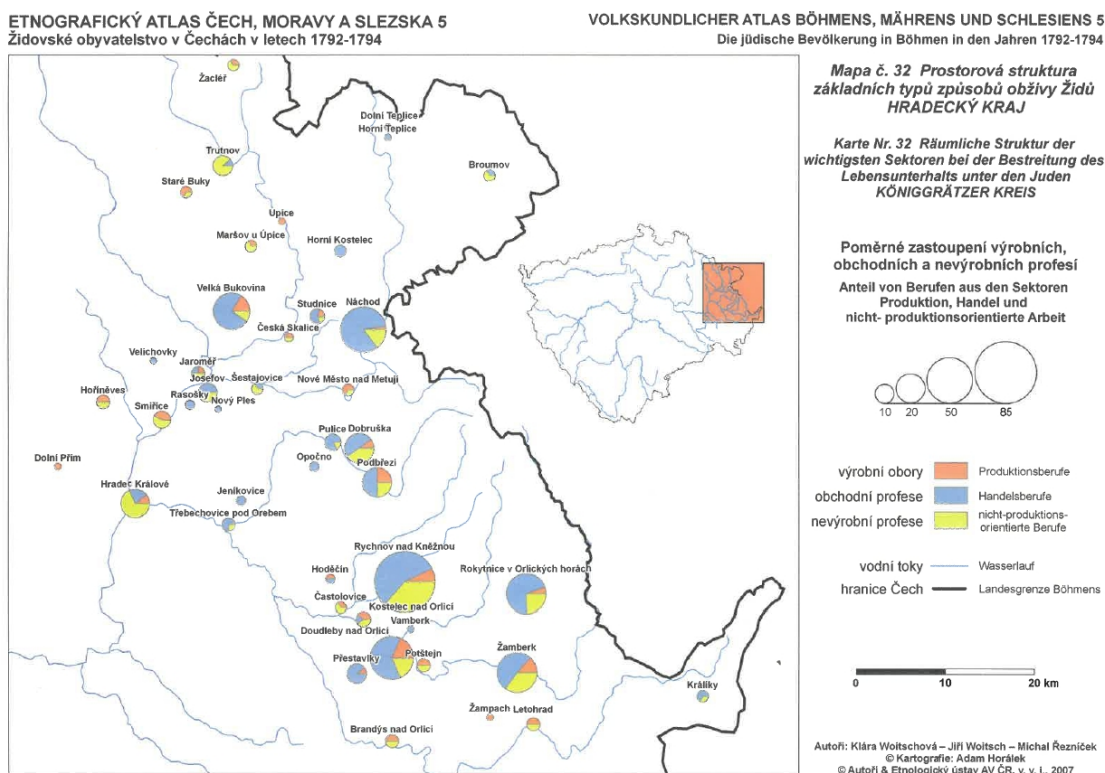 ETNOGRAFICKÝ ATLAS ČECH, MORAVY A SLEZSKA 5
Židovské obyvatelstvo v Čechách v letech 1792-1794
VOLKSKUNDLICHER ATLAS BÖHMENS, MÄHRENS UND SCHLESIENS 5
Die jüdische Bevölkerung in Böhmen in den Jahren 1792-1794
Žacléř
Dolní Teplice
Horní Teplice
Trutnov
Broumov
Staré Buky
Úpice
Maršov u Úpice
Horní Kostelec
Velká Bukovina
Studnice
Náchod
Česká Skalice
Velichovky
Jaroměř
Josefov
Šestajovice
Nové Město nad Metují
Hořiněves
Rasošky
Nový Ples
Smiřice
Pulice
Dobruška
Dolní Přím
Opočno
Podbřezí
Hradec Králové
Jeníkovice
Třebechovice pod Orebem
Rychnov nad Kněžnou
Hoděčín
Rokytnice v Orlických horách
Častolovice
Kostelec nad Orlicí
Vamberk
Doudleby nad Orlicí
Potštejn
Žamberk
Přestavlky
Králíky
Žampach
Letohrad
Brandýs nad Orlicí
Mapa č. 32 Prostorová struktura
základních typů způsobů obživy Židů
HRADECKÝ KRAJ
Karte Nr. 32 Räumliche Struktur der
wichtigsten Sektoren bei der Bestreitung des
Lebensunterhalts unter den Juden
KÖNIGGRÄTZER KREIS
Poměrné zastoupení výrobních,
obchodních a nevýrobních profesí
Anteil von Berufen aus den Sektoren
Produktion, Handel und
nicht- produktionsorientierte Arbeit
10 20 50 85
výrobní obory Produktionsberufe
obchodní profese Handelsberufe
nevýrobní profese nicht-produktions-
orientierte Berufe
vodní toky Wasserlauf
hranice Čech Landesgrenze Böhmens
0 10 20 km
Autoři: Klára Woitschová – Jiří Woitsch – Michal Řezníček
© Kartografie: Adam Horálek
© Autoři & Etnologický ústav AV ČR, v. v. i., 2007